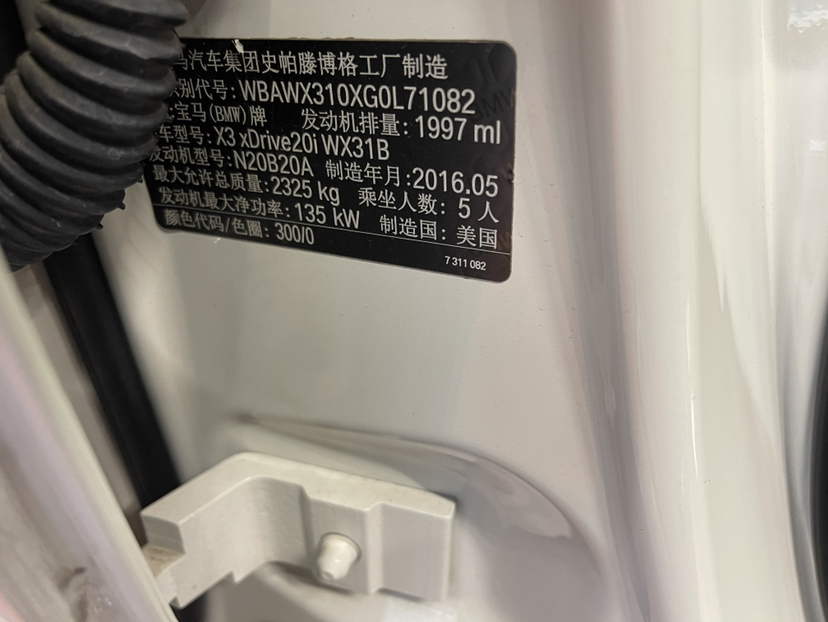 马汽车集团史帕滕博格工厂制造
识别代号: WBAWX310XG0L71082
:宝马(BMW)牌 发动机排量: 1997 ml
车型号: X3 xDrive20i WX31B
发动机型号: N20B20A 制造年月: 2016.05
最大允许总质量: 2325 kg 乘坐人数: 5 人
发动机最大净功率: 135 kW 制造国: 美国
颜色代码/色圈: 300/0
7 311 082